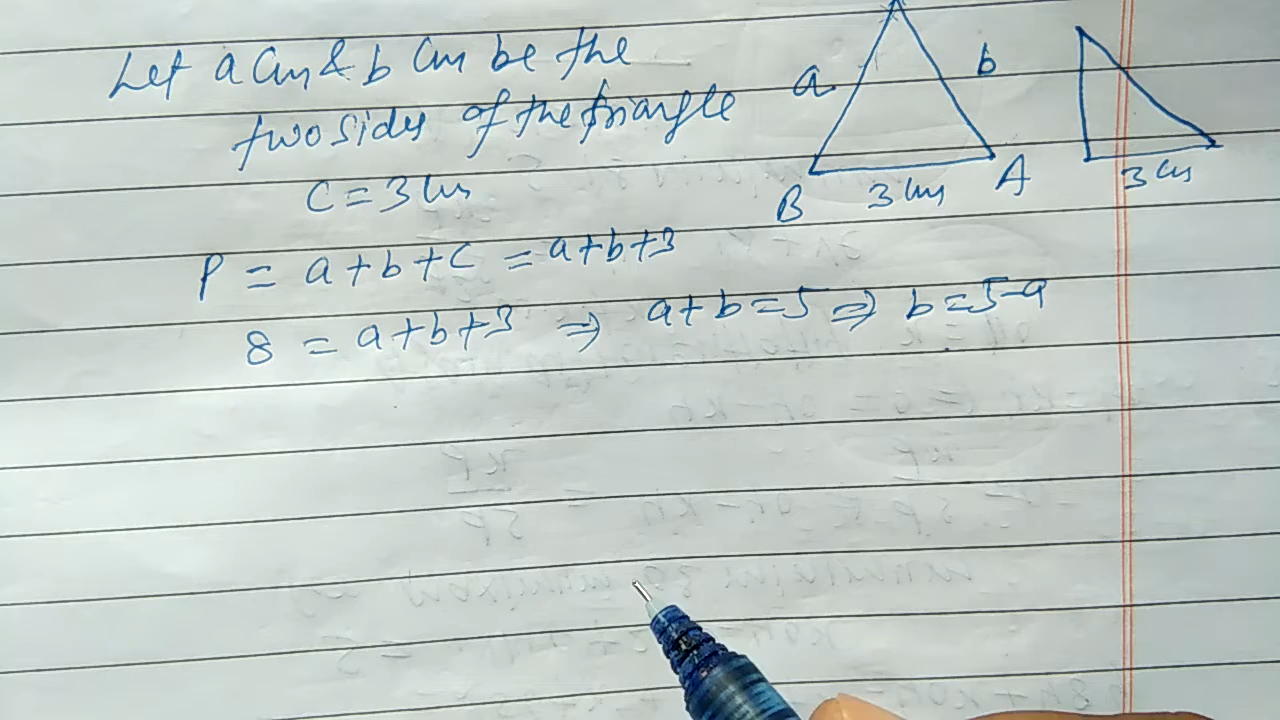 Let a cm & b cm be the
two sides of the triangle
C = 3 cm
P = a + b + c = a + b + 3
8 = a + b + 3 ⇒ a + b = 5 ⇒ b = 5 - a
a b
B 3 cm A
3 cm